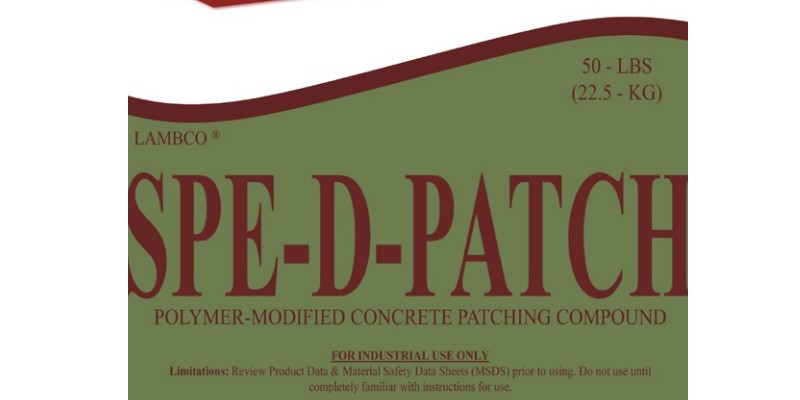 50 - LBS
(22.5 - KG)
LAMBCO ®
SPE-D-PATCH
POLYMER-MODIFIED CONCRETE PATCHING COMPOUND
FOR INDUSTRIAL USE ONLY
Limitations: Review Product Data & Material Safety Data Sheets (MSDS) prior to using. Do not use until
completely familiar with instructions for use.